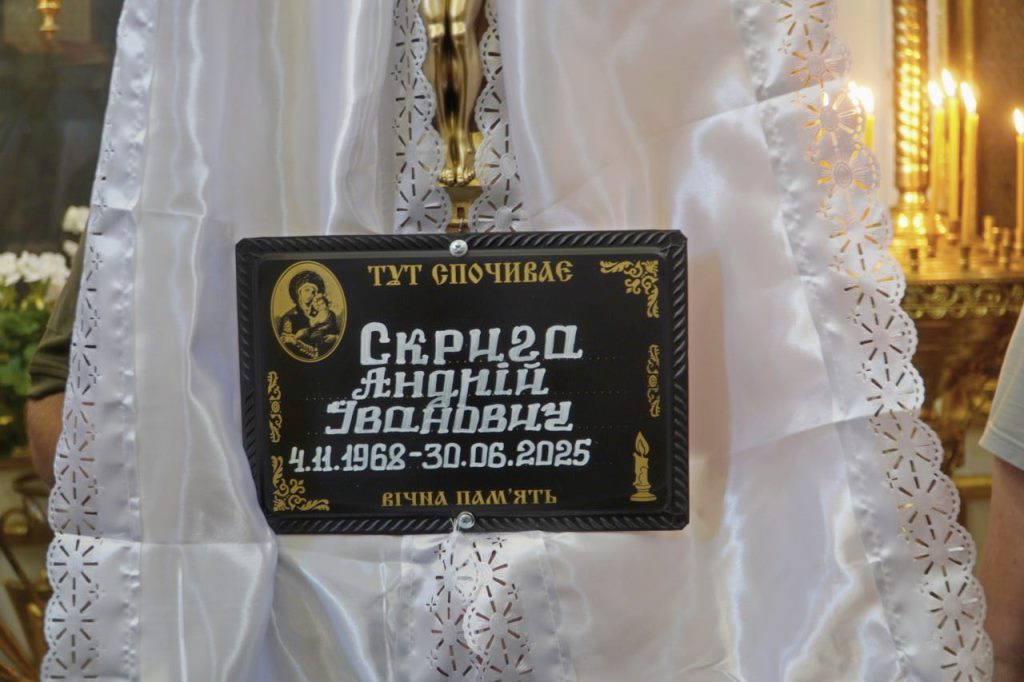 ТУТ СПОЧИВАЄ
Скрига
Андрій
Іванович
4.11.1968-30.06.2025
ВІЧНА ПАМ'ЯТЬ